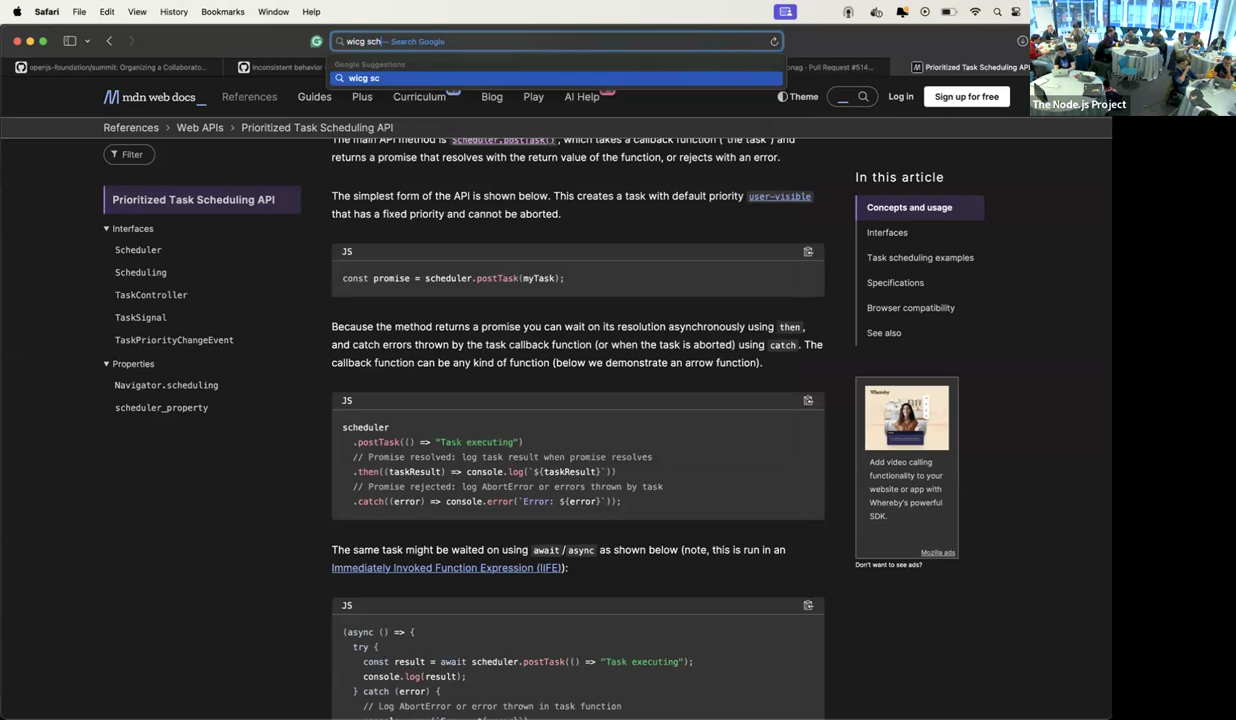 Safari File Edit View History Bookmarks Window Help
wicg sch — Search Google
Google Suggestions
wicg sc
openjs-foundation/summit: Organizing a Collaborato...
Inconsistent behavior
onag · Pull Request #514...
Prioritized Task Scheduling API
The Node.js Project
mdn web docs_
References Guides Plus Curriculum Blog Play AI Help
Theme
Log in
Sign up for free
References › Web APIs › Prioritized Task Scheduling API
Filter
Prioritized Task Scheduling API
Interfaces
Scheduler
Scheduling
TaskController
TaskSignal
TaskPriorityChangeEvent
Properties
Navigator.scheduling
scheduler_property
The main API method is Scheduler.postTask(), which takes a callback function ("the task") and
returns a promise that resolves with the return value of the function, or rejects with an error.
The simplest form of the API is shown below. This creates a task with default priority user-visible
that has a fixed priority and cannot be aborted.
JS
const promise = scheduler.postTask(myTask);
Because the method returns a promise you can wait on its resolution asynchronously using then,
and catch errors thrown by the task callback function (or when the task is aborted) using catch. The
callback function can be any kind of function (below we demonstrate an arrow function).
JS
scheduler
.postTask(() => "Task executing")
// Promise resolved: log task result when promise resolves
.then((taskResult) => console.log(`${taskResult}`))
// Promise rejected: log AbortError or errors thrown by task
.catch((error) => console.error(`Error: ${error}`));
The same task might be waited on using await/async as shown below (note, this is run in an
Immediately Invoked Function Expression (IIFE)):
JS
(async () => {
try {
const result = await scheduler.postTask(() => "Task executing");
console.log(result);
} catch (error) {
// Log AbortError or error thrown in task function
In this article
Concepts and usage
Interfaces
Task scheduling examples
Specifications
Browser compatibility
See also
Whereby
Add video calling
functionality to your
website or app with
Whereby's powerful
SDK.
Mozilla ads
Don't want to see ads?